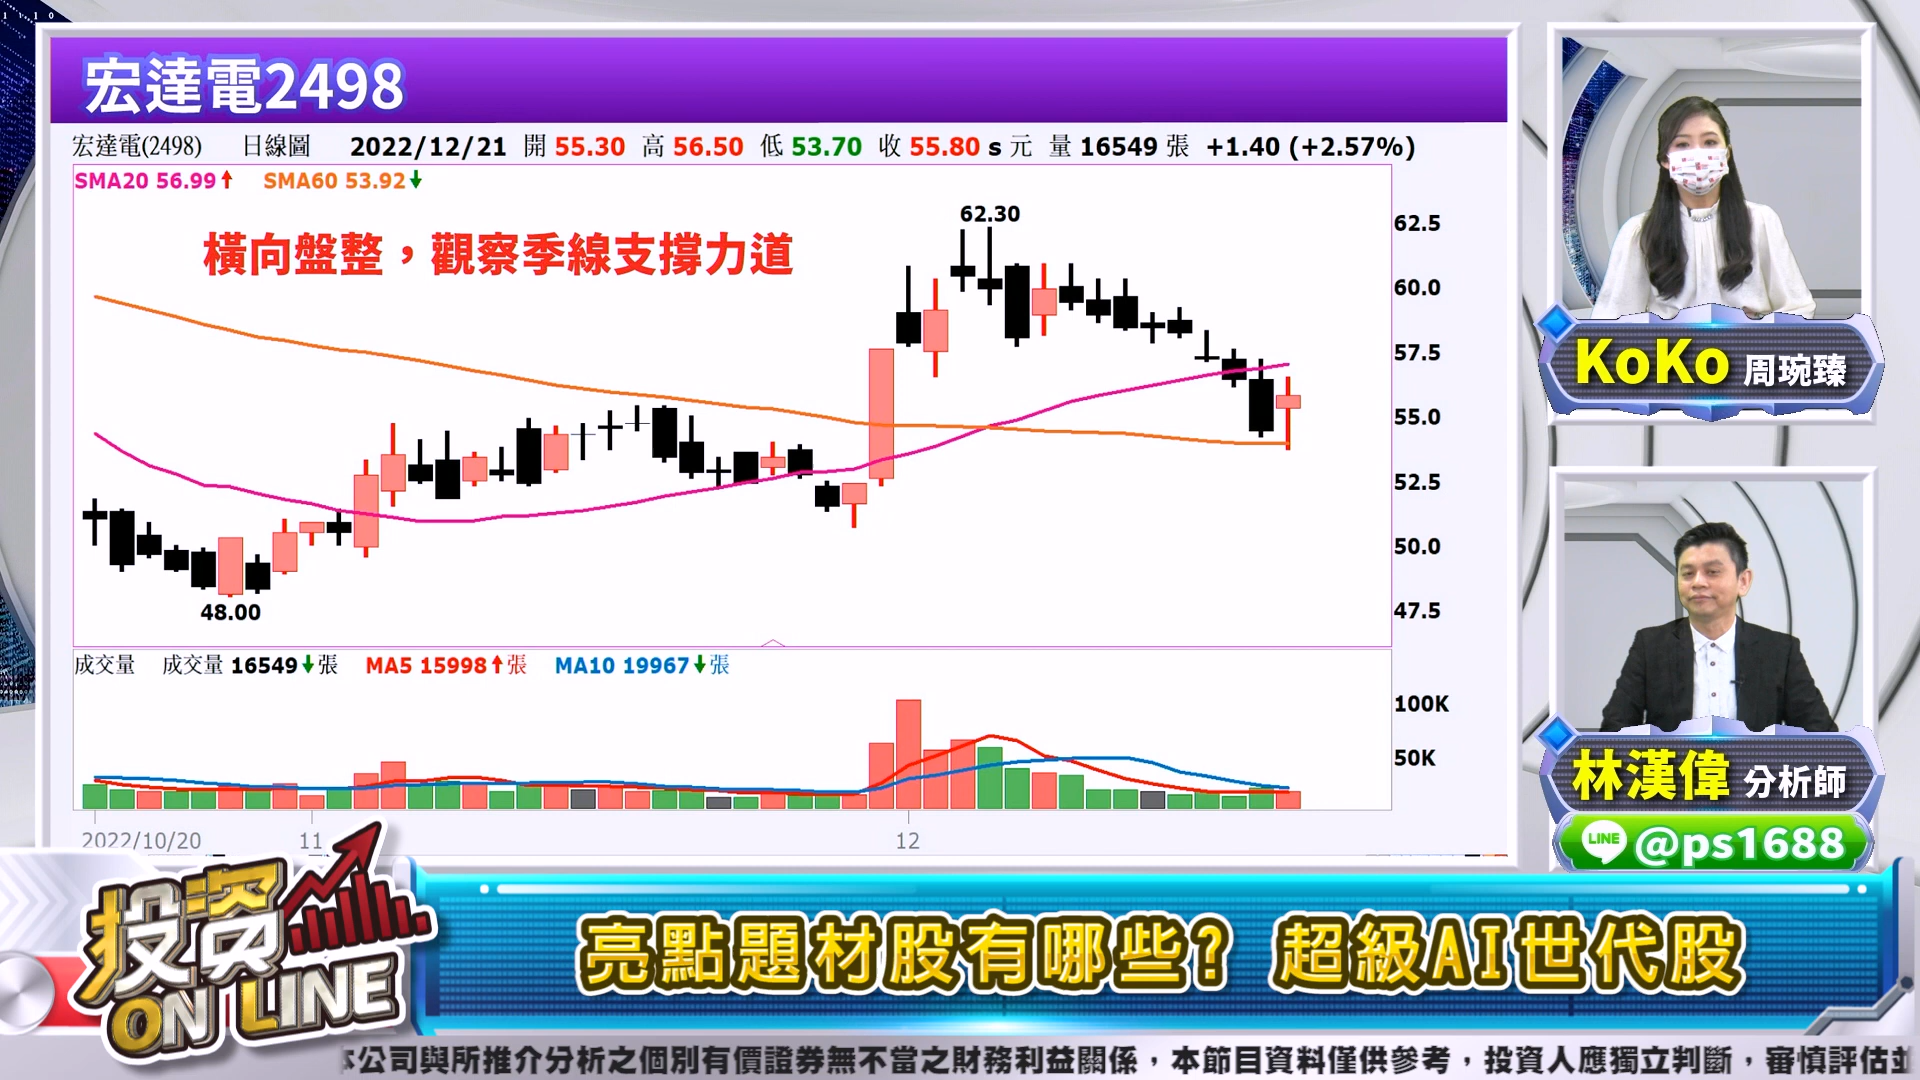 宏達電2498
宏達電(2498) 日線圖 2022/12/21 開 55.30 高 56.50 低 53.70 收 55.80 s 元 量 16549 張 +1.40 (+2.57%)
SMA20 56.99↑ SMA60 53.92↓
橫向盤整，觀察季線支撐力道
62.30
48.00
62.5
60.0
57.5
55.0
52.5
50.0
47.5
成交量 成交量 16549↓張 MA5 15998↑張 MA10 19967↓張
100K
50K
2022/10/20 11 12
KoKo 周琬臻
林漢偉 分析師
LINE @ps1688
投資
ON LINE
亮點題材股有哪些? 超級AI世代股
本公司與所推介分析之個別有價證券無不當之財務利益關係，本節目資料僅供參考，投資人應獨立判斷，審慎評估並